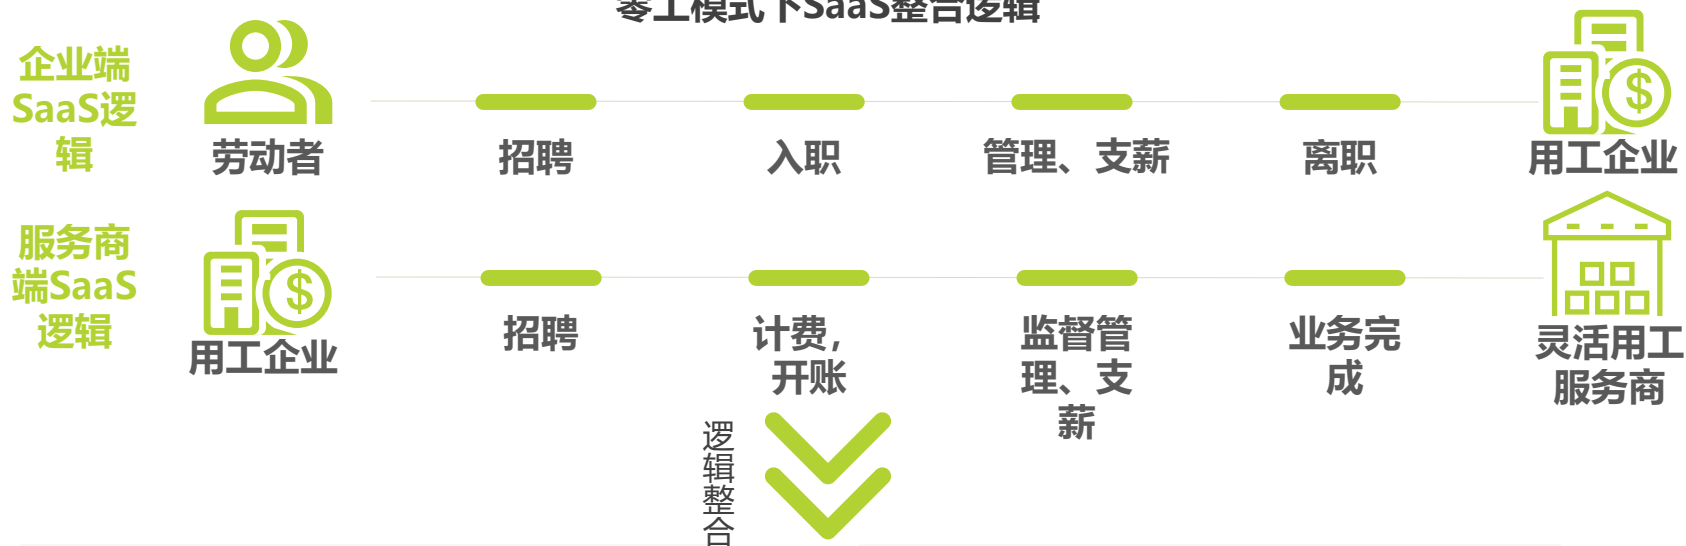 零工模式下SaaS整合逻辑
企业端
SaaS逻
辑
劳动者
招聘
入职
管理、支薪
离职
用工企业
服务商
端SaaS
逻辑
用工企业
招聘
计费，
开账
监督管
理、支
薪
业务完
成
灵活用工
服务商
逻辑整合